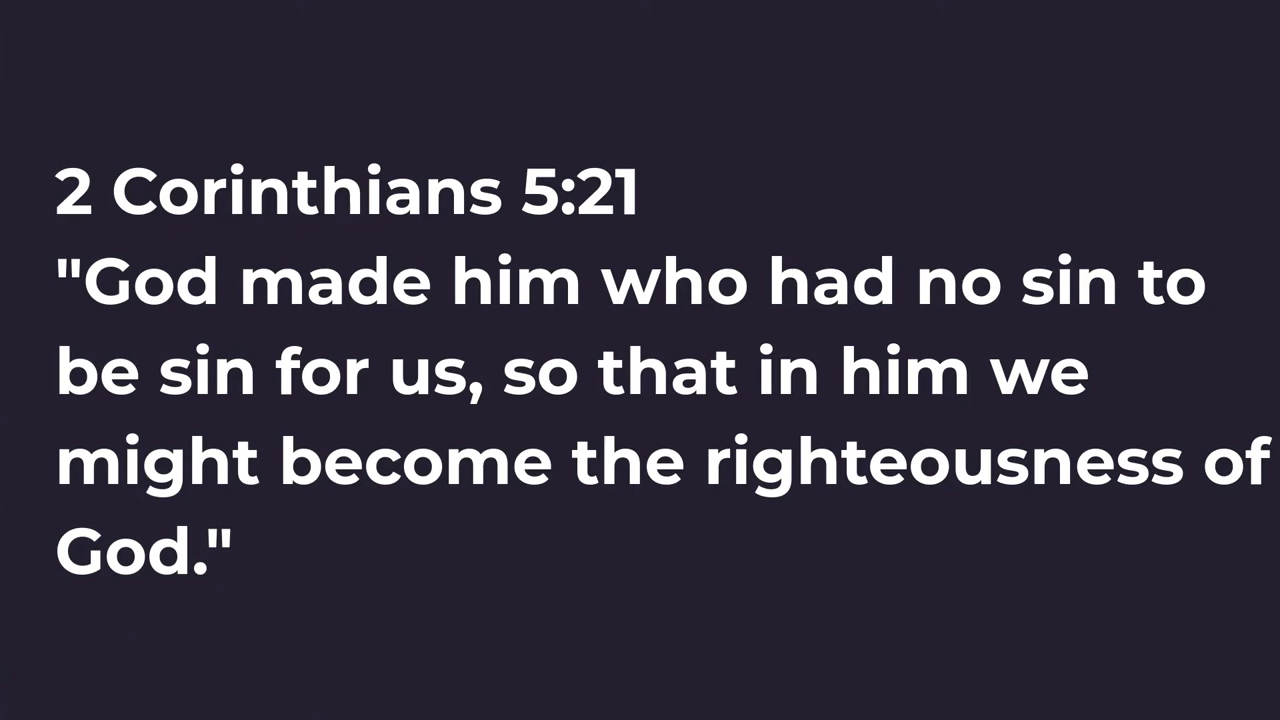 2 Corinthians 5:21
"God made him who had no sin to
be sin for us, so that in him we
might become the righteousness of
God."